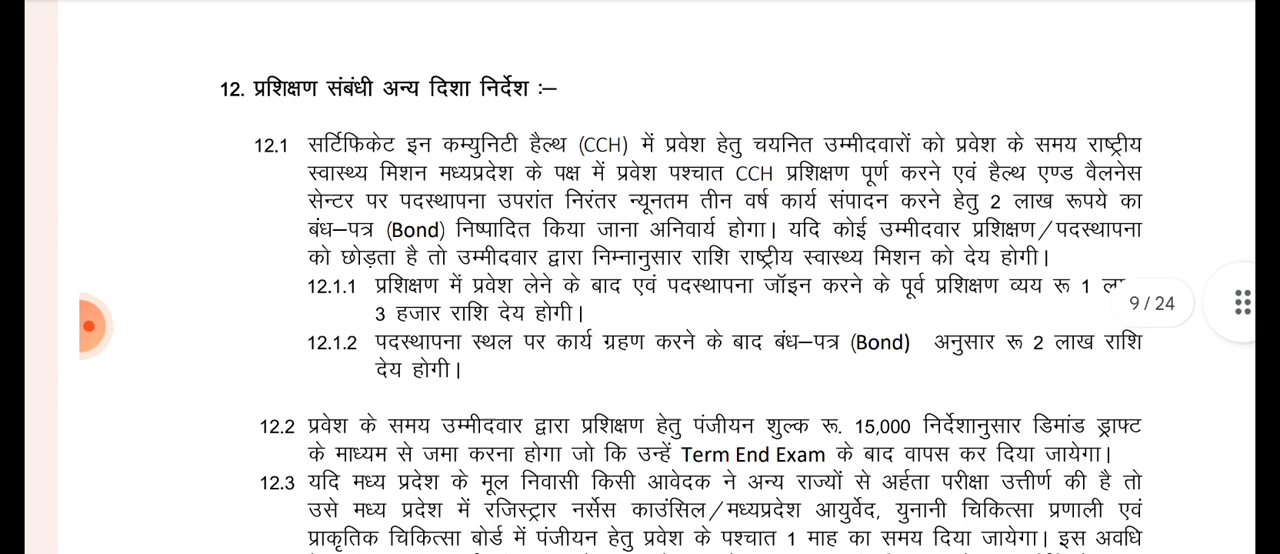 12. प्रशिक्षण संबंधी अन्य दिशा निर्देश :–
12.1 सर्टिफिकेट इन कम्युनिटी हैल्थ (CCH) में प्रवेश हेतु चयनित उम्मीदवारों को प्रवेश के समय राष्ट्रीय
स्वास्थ्य मिशन मध्यप्रदेश के पक्ष में प्रवेश पश्चात CCH प्रशिक्षण पूर्ण करने एवं हैल्थ एण्ड वैलनेस
सेन्टर पर पदस्थापना उपरांत निरंतर न्यूनतम तीन वर्ष कार्य संपादन करने हेतु 2 लाख रूपये का
बंध–पत्र (Bond) निष्पादित किया जाना अनिवार्य होगा। यदि कोई उम्मीदवार प्रशिक्षण/पदस्थापना
को छोड़ता है तो उम्मीदवार द्वारा निम्नानुसार राशि राष्ट्रीय स्वास्थ्य मिशन को देय होगी।
12.1.1 प्रशिक्षण में प्रवेश लेने के बाद एवं पदस्थापना जॉइन करने के पूर्व प्रशिक्षण व्यय रू 1
9 / 24
3 हजार राशि देय होगी।
12.1.2 पदस्थापना स्थल पर कार्य ग्रहण करने के बाद बंध–पत्र (Bond) अनुसार रू 2 लाख राशि
देय होगी।
12.2 प्रवेश के समय उम्मीदवार द्वारा प्रशिक्षण हेतु पंजीयन शुल्क रू. 15,000 निर्देशानुसार डिमांड ड्राफ्ट
के माध्यम से जमा करना होगा जो कि उन्हें Term End Exam के बाद वापस कर दिया जायेगा।
12.3 यदि मध्य प्रदेश के मूल निवासी किसी आवेदक ने अन्य राज्यों से अर्हता परीक्षा उत्तीर्ण की है तो
उसे मध्य प्रदेश में रजिस्ट्रार नर्सेस काउंसिल/मध्यप्रदेश आयुर्वेद, युनानी चिकित्सा प्रणाली एवं
प्राकृतिक चिकित्सा बोर्ड में पंजीयन हेतु प्रवेश के पश्चात 1 माह का समय दिया जायेगा। इस अवधि